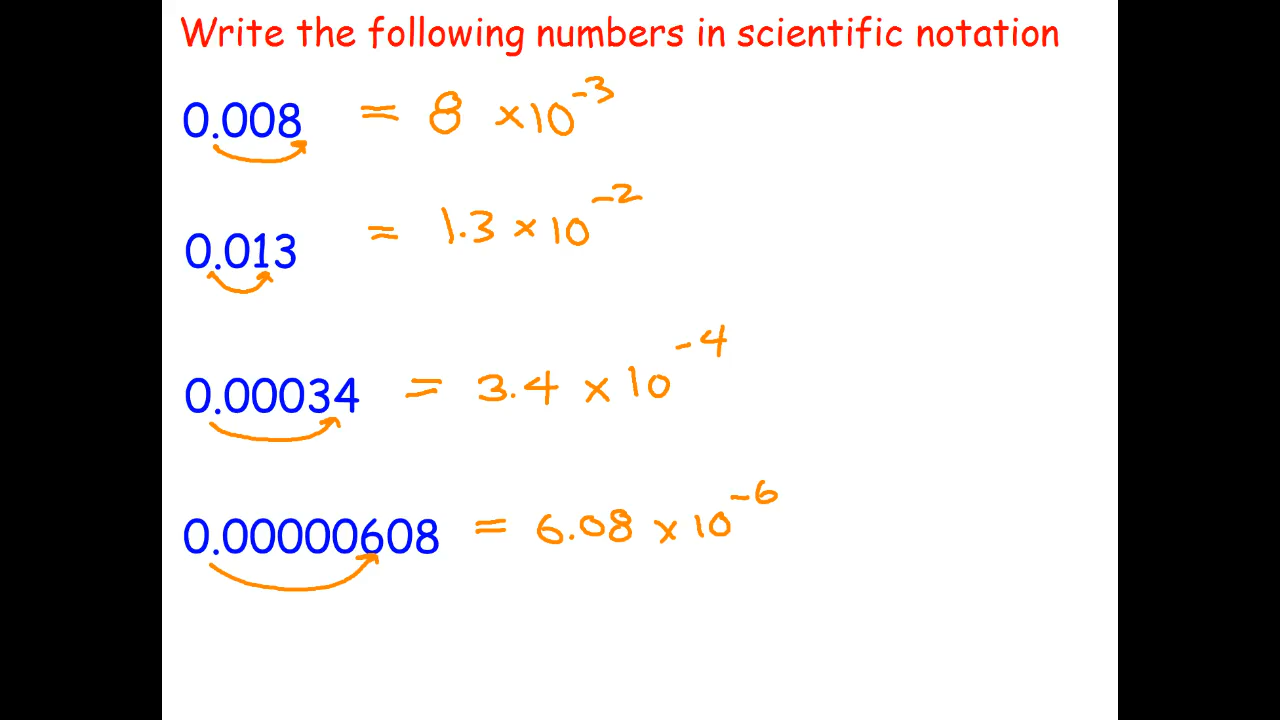 Write the following numbers in scientific notation
0.008 = 8 × 10⁻³
0.013 = 1.3 × 10⁻²
0.00034 = 3.4 × 10⁻⁴
0.00000608 = 6.08 × 10⁻⁶